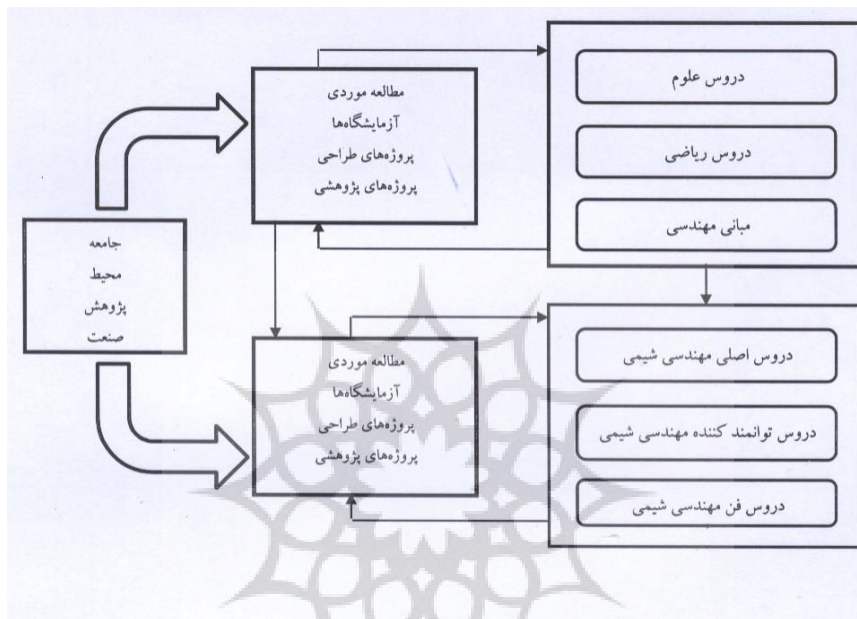 دروس علوم
دروس ریاضی
مبانی مهندسی
مطالعه موردی
آزمایشگاه‌ها
پروژه‌های طراحی
پروژه‌های پژوهشی
جامعه
محیط
پژوهش
صنعت
دروس اصلی مهندسی شیمی
دروس توانمند کننده مهندسی شیمی
دروس فن مهندسی شیمی
مطالعه موردی
آزمایشگاه‌ها
پروژه‌های طراحی
پروژه‌های پژوهشی